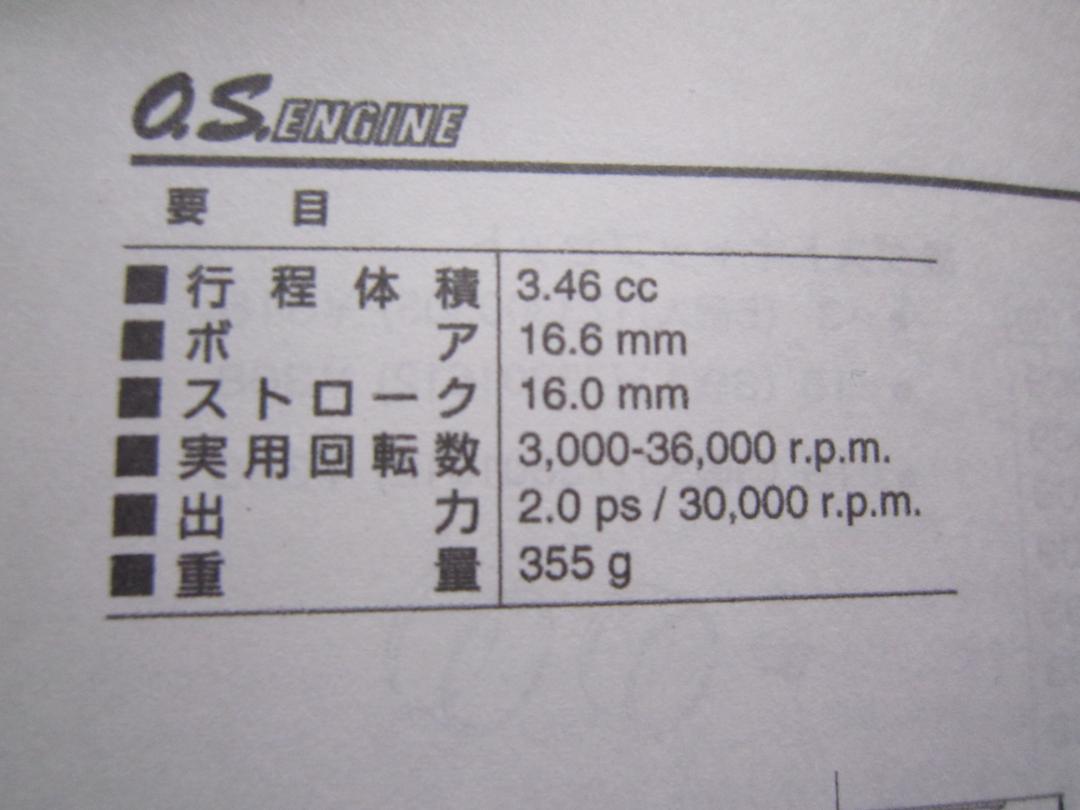 O.S. ENGINE
要目
■行程体積 3.46 cc
■ボア 16.6 mm
■ストローク 16.0 mm
■実用回転数 3,000-36,000 r.p.m.
■出力 2.0 ps / 30,000 r.p.m.
■重量 355 g